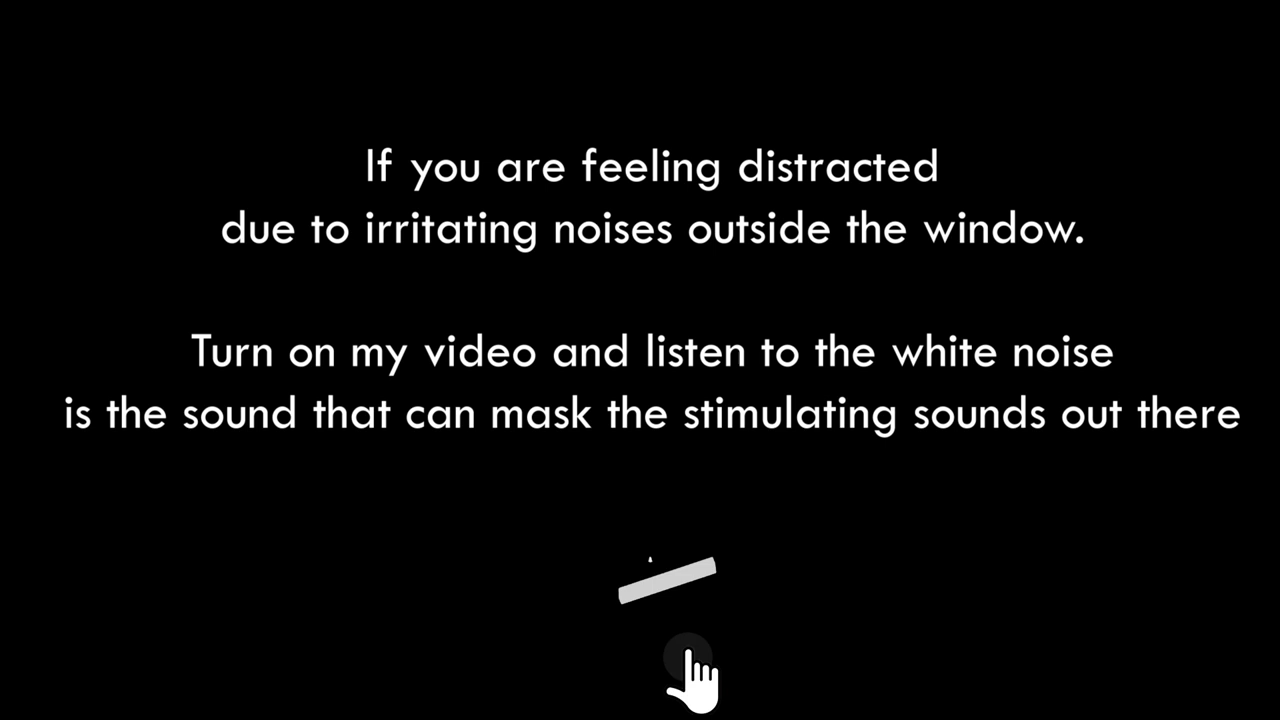 If you are feeling distracted
due to irritating noises outside the window.
Turn on my video and listen to the white noise
is the sound that can mask the stimulating sounds out there